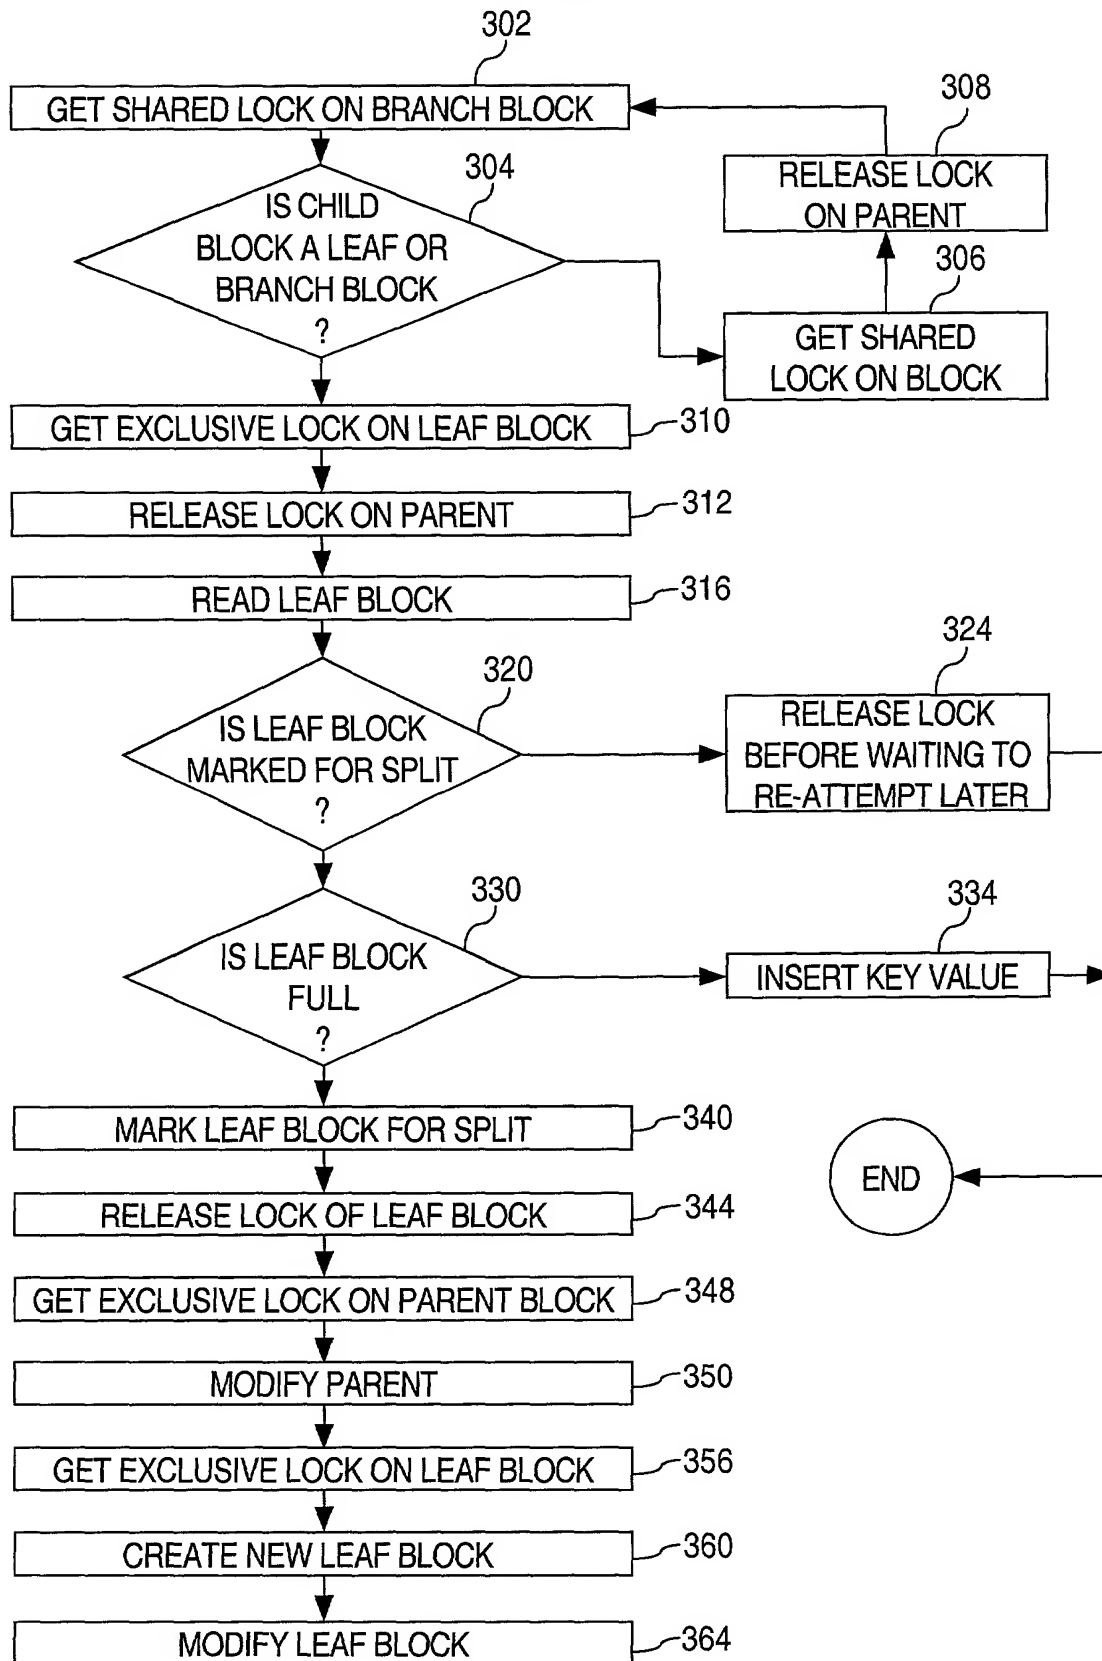 302
GET SHARED LOCK ON BRANCH BLOCK
308
RELEASE LOCK
ON PARENT
304
IS CHILD
BLOCK A LEAF OR
BRANCH BLOCK
?
306
GET SHARED
LOCK ON BLOCK
GET EXCLUSIVE LOCK ON LEAF BLOCK
310
RELEASE LOCK ON PARENT
312
READ LEAF BLOCK
316
320
IS LEAF BLOCK
MARKED FOR SPLIT
?
324
RELEASE LOCK
BEFORE WAITING TO
RE-ATTEMPT LATER
330
IS LEAF BLOCK
FULL
?
334
INSERT KEY VALUE
MARK LEAF BLOCK FOR SPLIT
340
RELEASE LOCK OF LEAF BLOCK
344
END
GET EXCLUSIVE LOCK ON PARENT BLOCK
348
MODIFY PARENT
350
GET EXCLUSIVE LOCK ON LEAF BLOCK
356
CREATE NEW LEAF BLOCK
360
MODIFY LEAF BLOCK
364